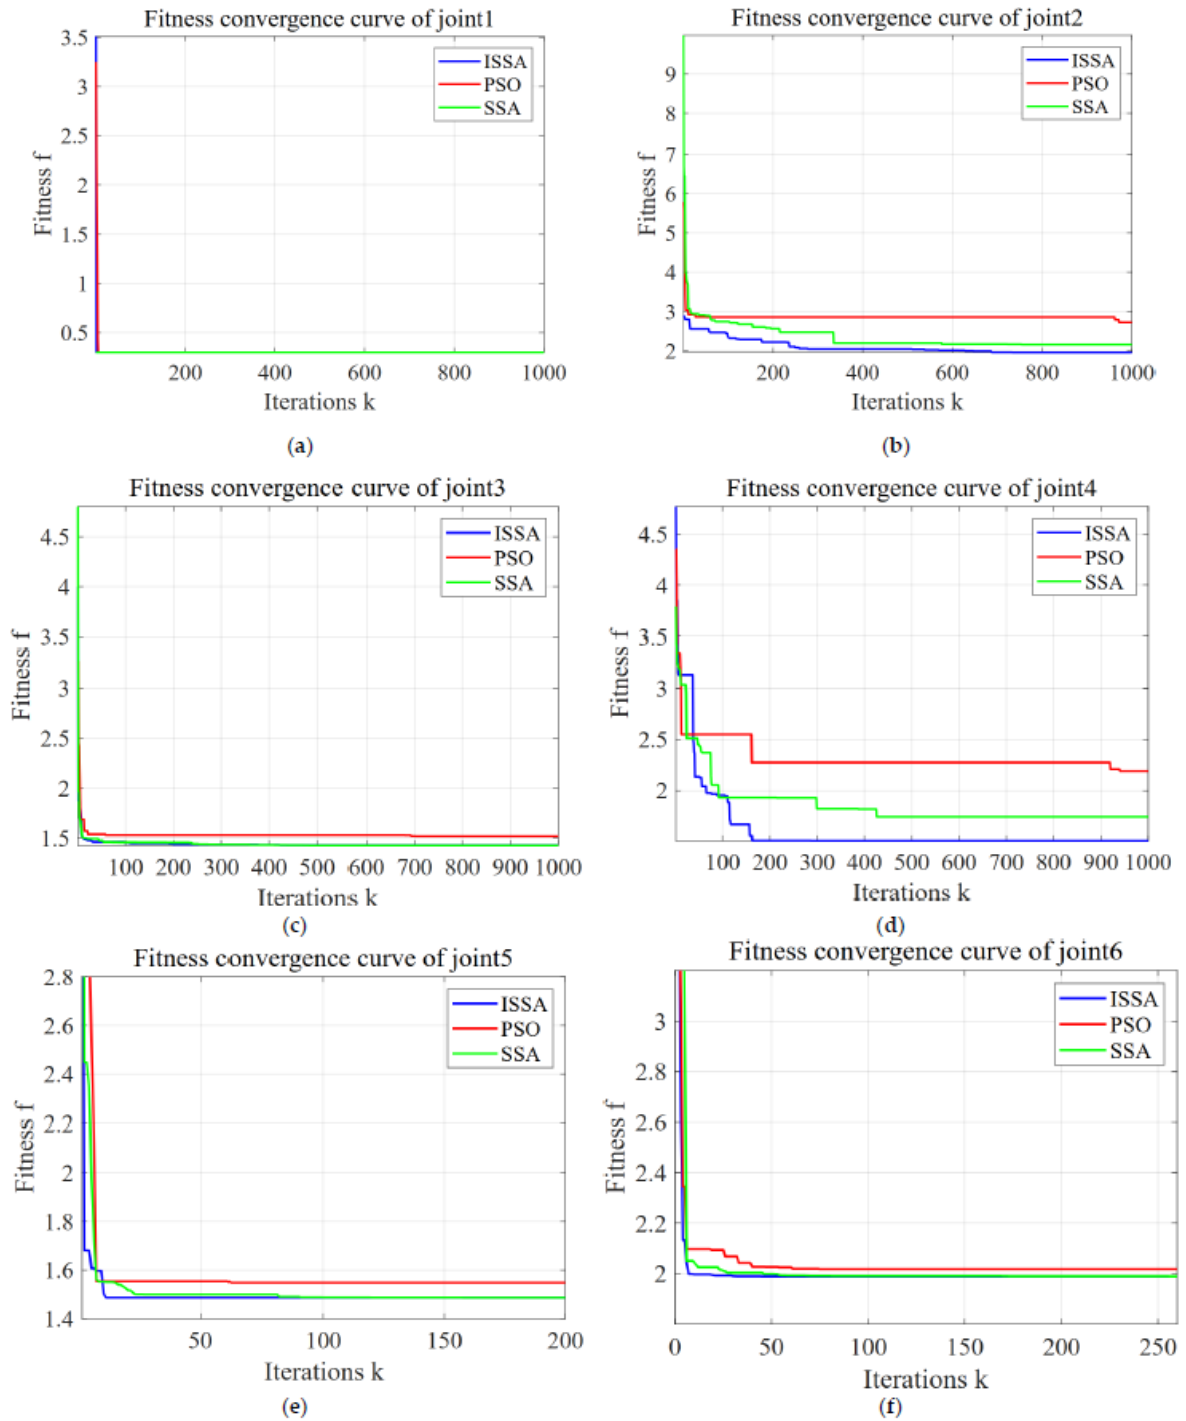 Fitness convergence curve of joint1
3.5
3
2.5
2
1.5
1
0.5
Fitness f
ISSA
PSO
SSA
200 400 600 800 1000
Iterations k
(a)
Fitness convergence curve of joint2
9
8
7
6
5
4
3
2
Fitness f
ISSA
PSO
SSA
200 400 600 800 1000
Iterations k
(b)
Fitness convergence curve of joint3
4.5
4
3.5
3
2.5
2
1.5
Fitness f
ISSA
PSO
SSA
100 200 300 400 500 600 700 800 900 1000
Iterations k
(c)
Fitness convergence curve of joint4
4.5
4
3.5
3
2.5
2
Fitness f
ISSA
PSO
SSA
100 200 300 400 500 600 700 800 900 1000
Iterations k
(d)
Fitness convergence curve of joint5
2.8
2.6
2.4
2.2
2
1.8
1.6
1.4
Fitness f
ISSA
PSO
SSA
50 100 150 200
Iterations k
(e)
Fitness convergence curve of joint6
3
2.8
2.6
2.4
2.2
2
Fitness f
ISSA
PSO
SSA
0 50 100 150 200 250
Iterations k
(f)